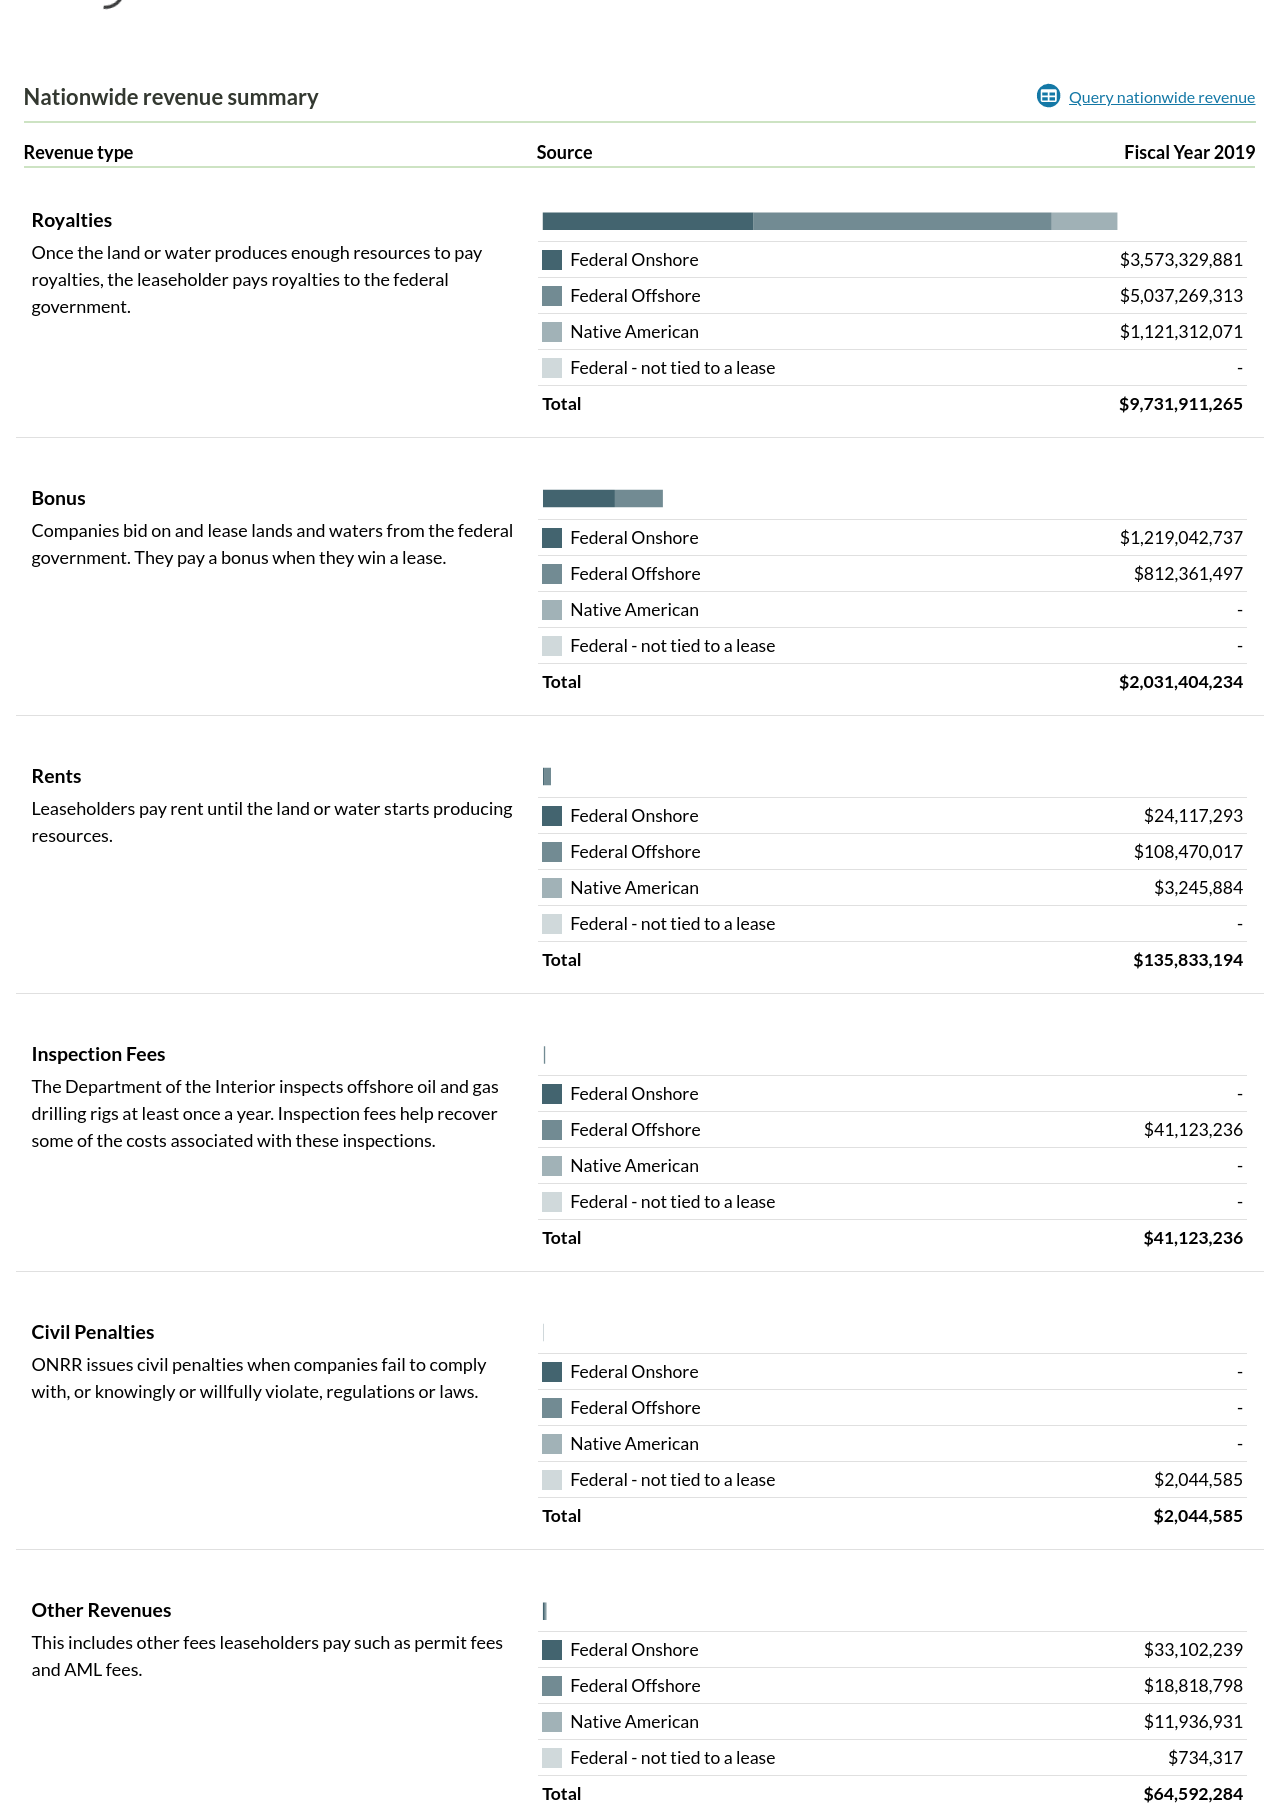 Nationwide revenue summary
Query nationwide revenue
Revenue type Source Fiscal Year 2019
Royalties
Once the land or water produces enough resources to pay
royalties, the leaseholder pays royalties to the federal
government.
Federal Onshore $3,573,329,881
Federal Offshore $5,037,269,313
Native American $1,121,312,071
Federal - not tied to a lease -
Total $9,731,911,265
Bonus
Companies bid on and lease lands and waters from the federal
government. They pay a bonus when they win a lease.
Federal Onshore $1,219,042,737
Federal Offshore $812,361,497
Native American -
Federal - not tied to a lease -
Total $2,031,404,234
Rents
Leaseholders pay rent until the land or water starts producing
resources.
Federal Onshore $24,117,293
Federal Offshore $108,470,017
Native American $3,245,884
Federal - not tied to a lease -
Total $135,833,194
Inspection Fees
The Department of the Interior inspects offshore oil and gas
drilling rigs at least once a year. Inspection fees help recover
some of the costs associated with these inspections.
Federal Onshore -
Federal Offshore $41,123,236
Native American -
Federal - not tied to a lease -
Total $41,123,236
Civil Penalties
ONRR issues civil penalties when companies fail to comply
with, or knowingly or willfully violate, regulations or laws.
Federal Onshore -
Federal Offshore -
Native American -
Federal - not tied to a lease $2,044,585
Total $2,044,585
Other Revenues
This includes other fees leaseholders pay such as permit fees
and AML fees.
Federal Onshore $33,102,239
Federal Offshore $18,818,798
Native American $11,936,931
Federal - not tied to a lease $734,317
Total $64,592,284